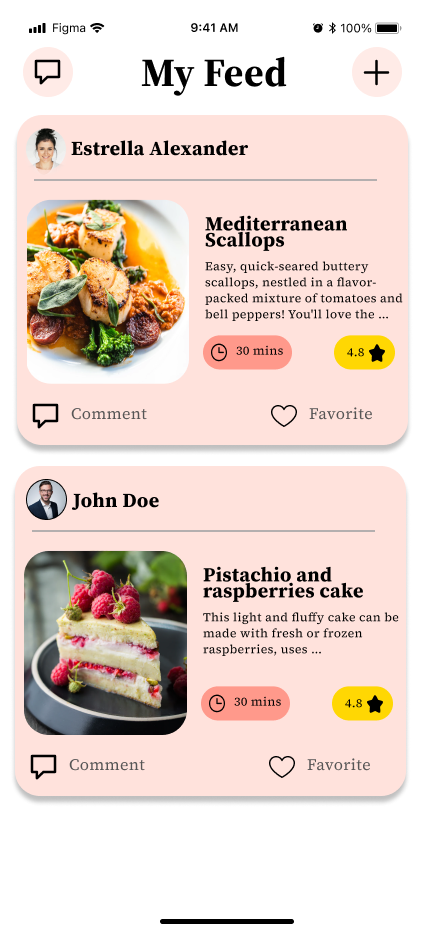 Figma 9:41 AM 100%
My Feed
Estrella Alexander
Mediterranean
Scallops
Easy, quick-seared buttery
scallops, nestled in a flavor-
packed mixture of tomatoes and
bell peppers! You'll love the ...
30 mins 4.8
Comment Favorite
John Doe
Pistachio and
raspberries cake
This light and fluffy cake can be
made with fresh or frozen
raspberries, uses ...
30 mins 4.8
Comment Favorite